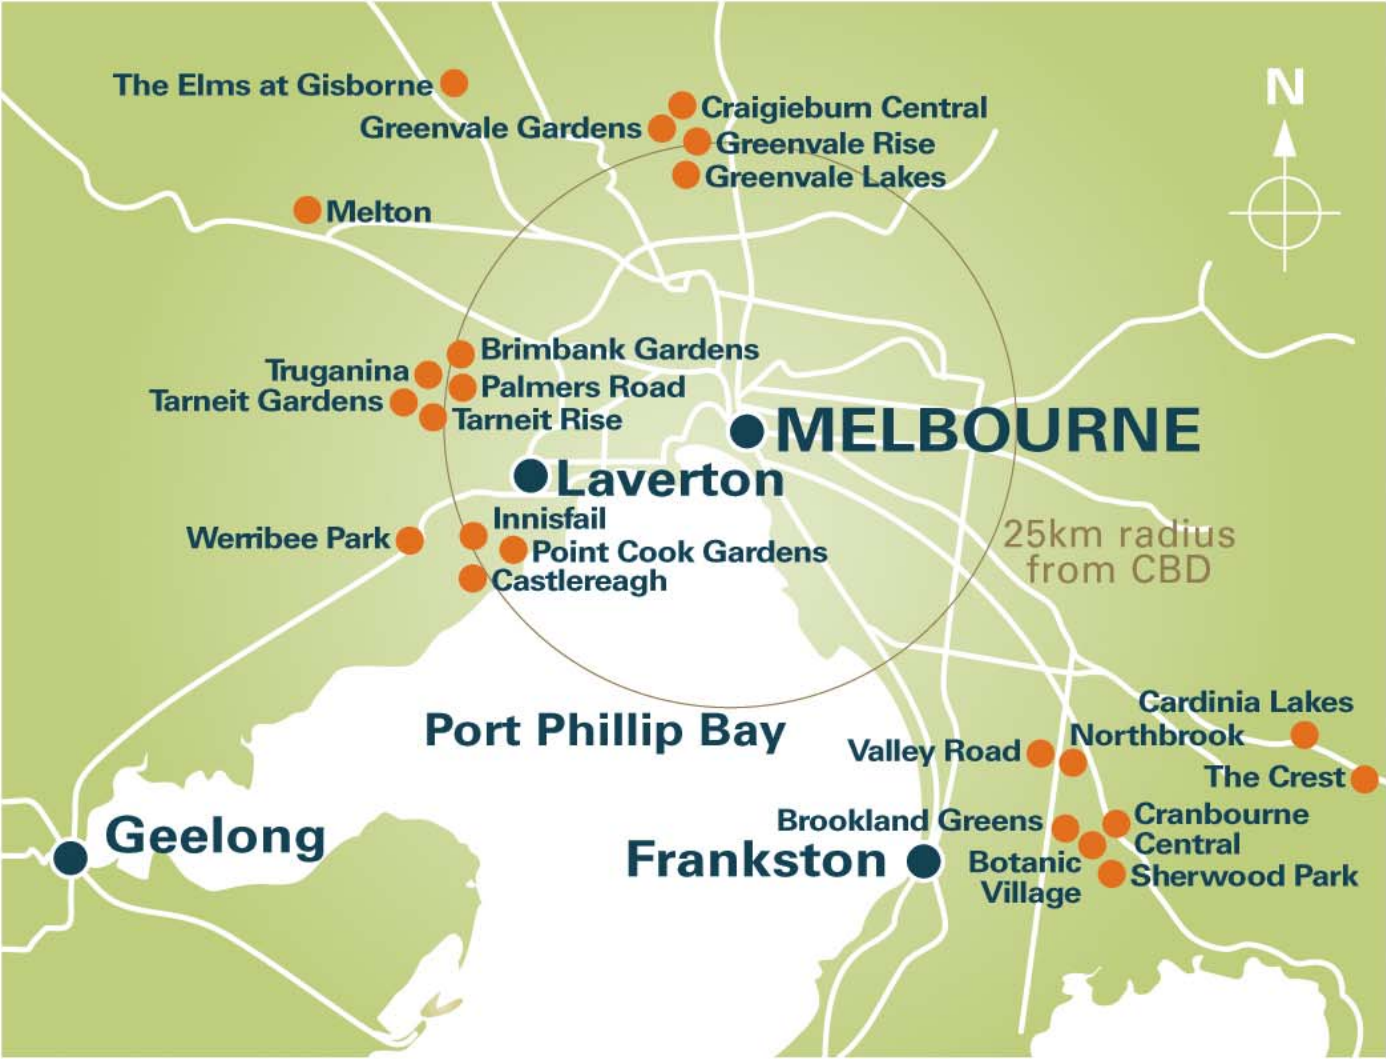 N
The Elms at Gisborne
Craigieburn Central
Greenvale Gardens
Greenvale Rise
Greenvale Lakes
Melton
Brimbank Gardens
Truganina
Palmers Road
Tarneit Gardens
Tarneit Rise
MELBOURNE
Laverton
Innisfail
Werribee Park
Point Cook Gardens
Castlereagh
25km radius
from CBD
Port Phillip Bay
Cardinia Lakes
Northbrook
Valley Road
The Crest
Geelong
Brookland Greens
Cranbourne
Central
Frankston
Botanic
Village
Sherwood Park